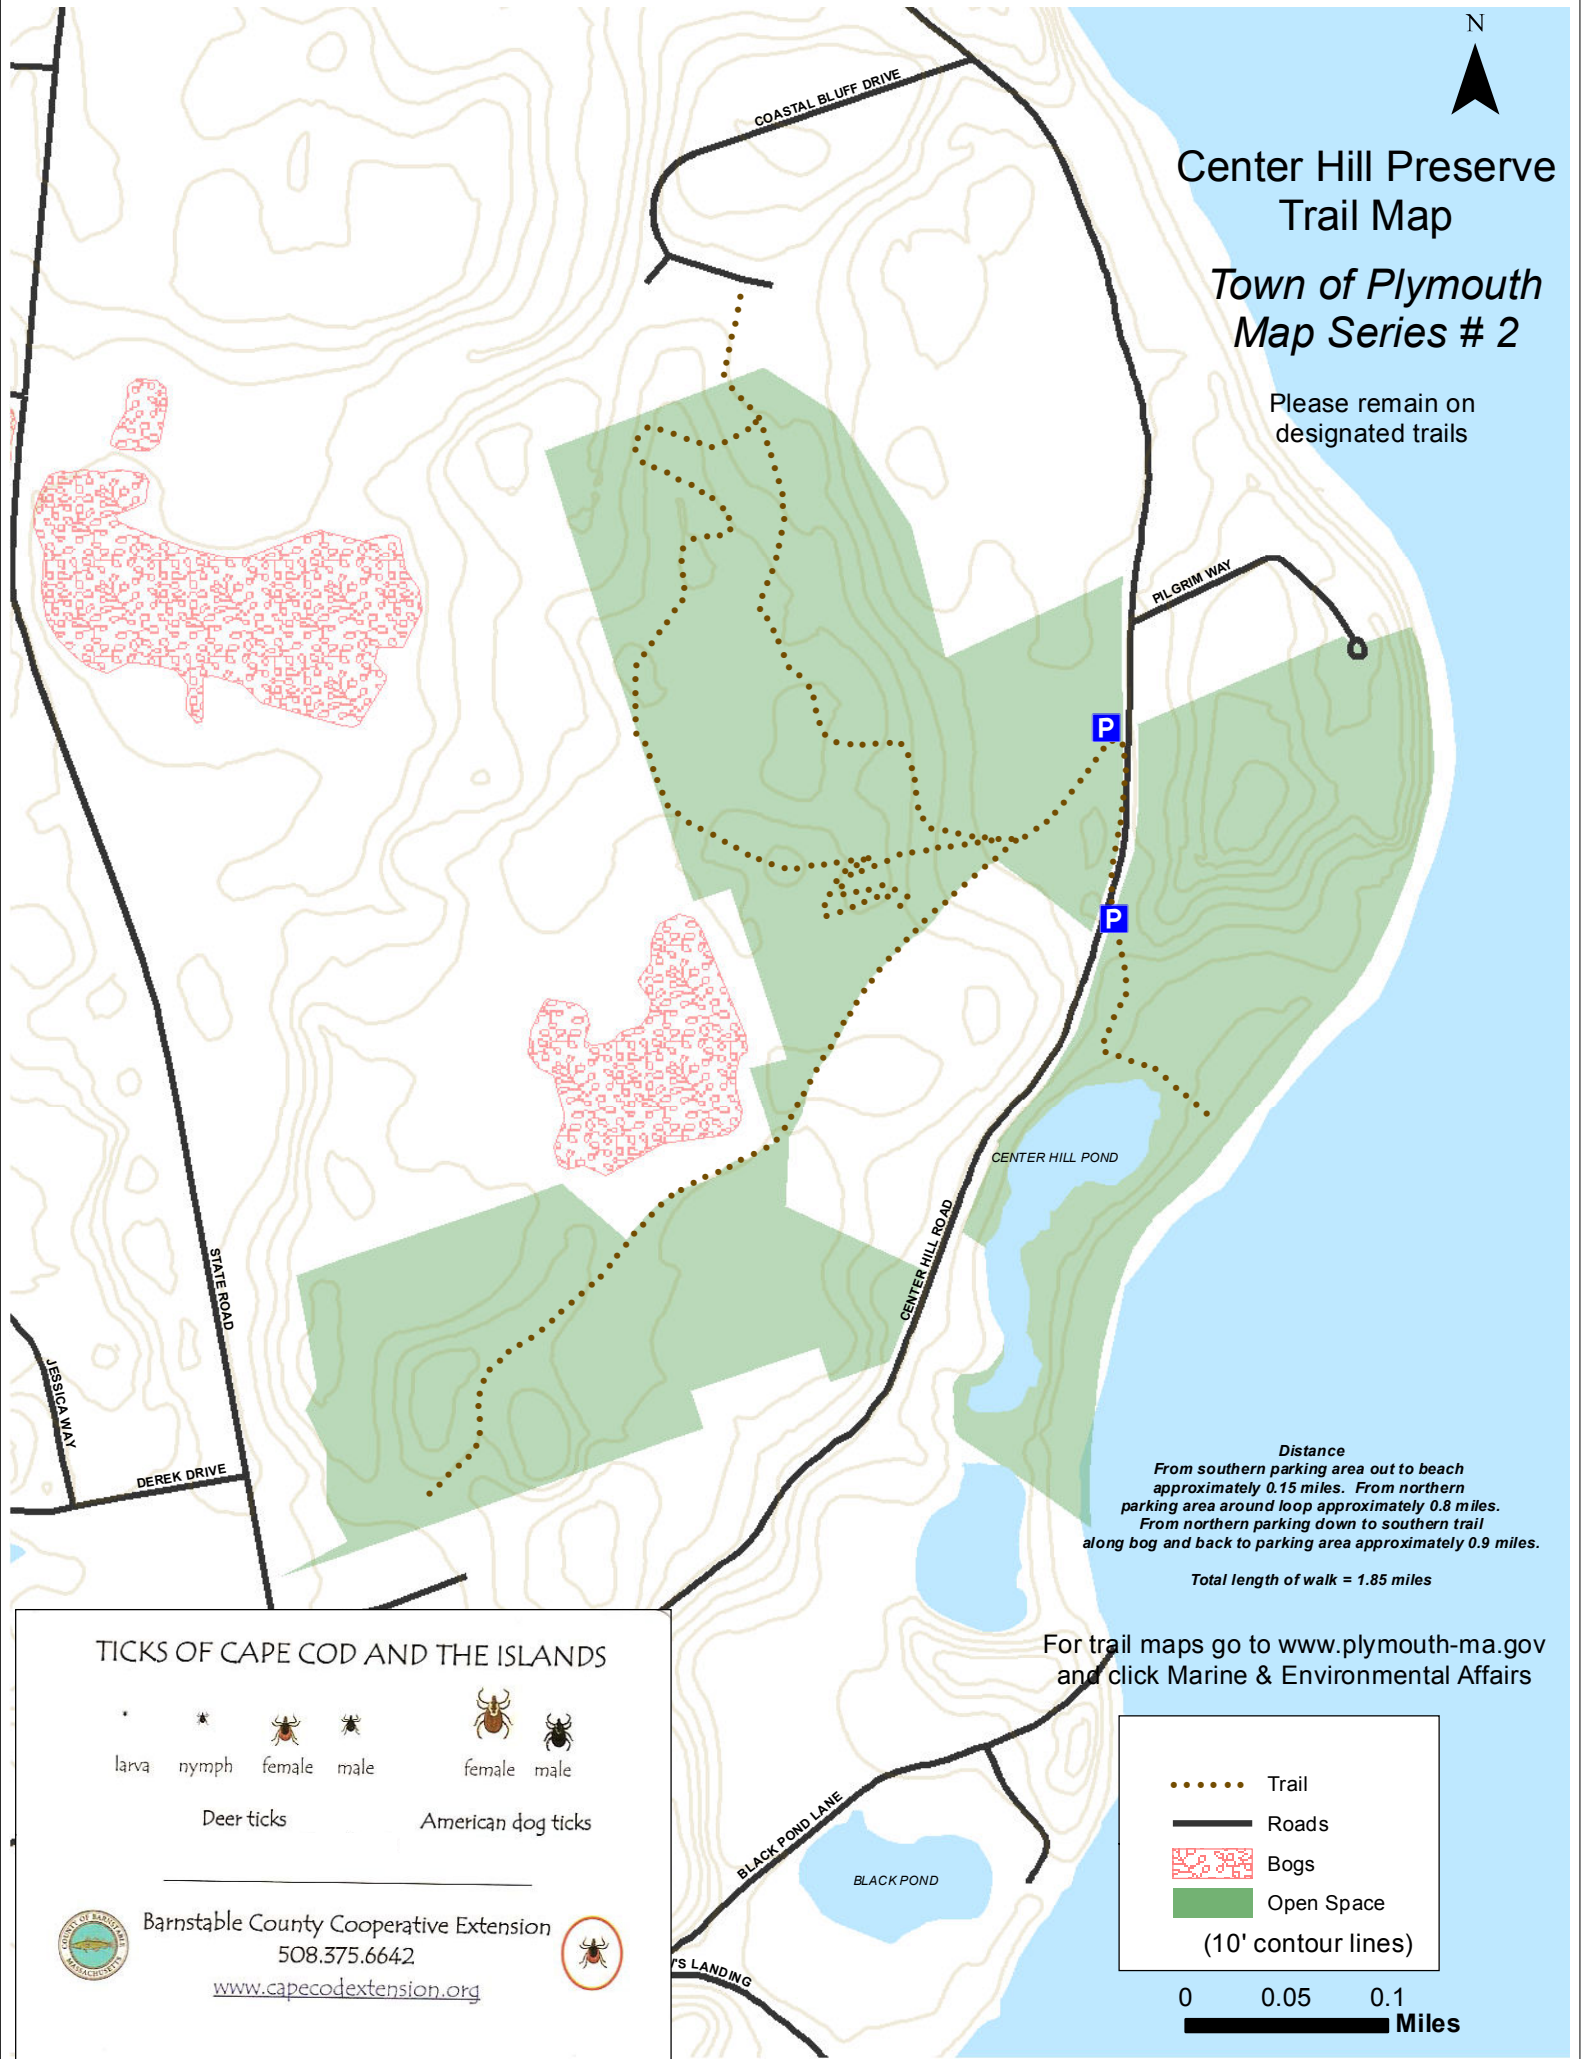 N
Center Hill Preserve
Trail Map
Town of Plymouth
Map Series # 2
Please remain on
designated trails
COASTAL BLUFF DRIVE
PILGRIM WAY
P
P
CENTER HILL POND
CENTER HILL ROAD
STATE ROAD
JESSICA WAY
DEREK DRIVE
Distance
From southern parking area out to beach
approximately 0.15 miles. From northern
parking area around loop approximately 0.8 miles.
From northern parking down to southern trail
along bog and back to parking area approximately 0.9 miles.
Total length of walk = 1.85 miles
For trail maps go to www.plymouth-ma.gov
and click Marine & Environmental Affairs
TICKS OF CAPE COD AND THE ISLANDS
larva nymph female male female male
Deer ticks American dog ticks
COUNTY OF BARNSTABLE
MASSACHUSETTS
Barnstable County Cooperative Extension
508.375.6642
www.capecodextension.org
BLACK POND LANE
BLACK POND
'S LANDING
Trail
Roads
Bogs
Open Space
(10' contour lines)
0 0.05 0.1
Miles